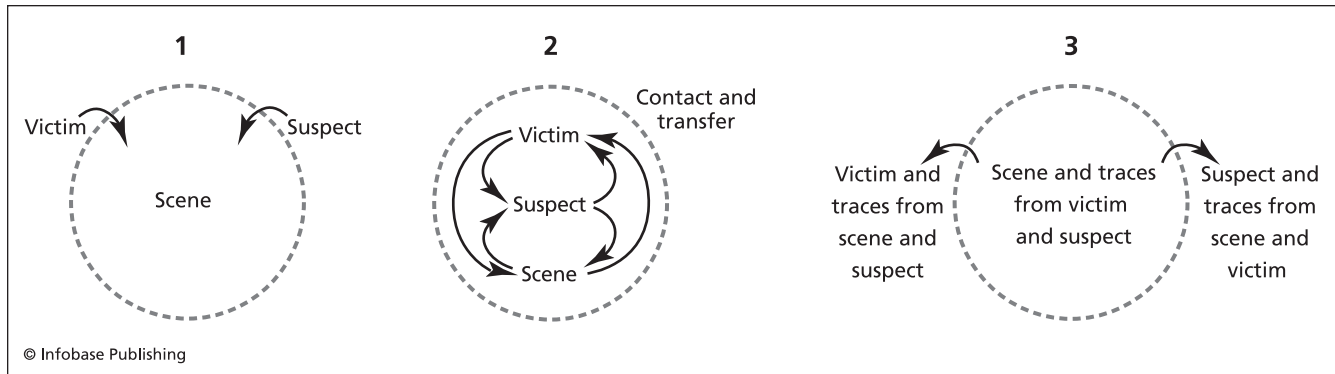 1
Victim
Suspect
Scene
2
Contact and
transfer
Victim
Suspect
Scene
3
Victim and
traces from
scene and
suspect
Scene and traces
from victim
and suspect
Suspect and
traces from
scene and
victim
© Infobase Publishing